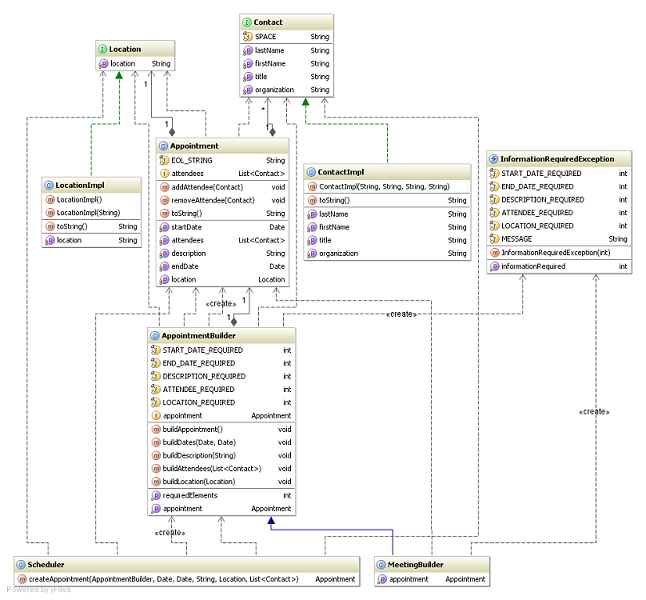 Contact
SPACE String
lastName String
firstName String
title String
organization String
Location
location String
1
*
1
1
Appointment
EOL_STRING String
attendees List<Contact>
addAttendee(Contact) void
removeAttendee(Contact) void
toString() String
startDate Date
attendees List<Contact>
description String
endDate Date
location Location
LocationImpl
LocationImpl()
LocationImpl(String)
toString() String
location String
ContactImpl
ContactImpl(String, String, String, String)
toString() String
lastName String
firstName String
title String
organization String
InformationRequiredException
START_DATE_REQUIRED int
END_DATE_REQUIRED int
DESCRIPTION_REQUIRED int
ATTENDEE_REQUIRED int
LOCATION_REQUIRED int
MESSAGE String
InformationRequiredException(int)
informationRequired int
«create»
1
1
«create»
AppointmentBuilder
START_DATE_REQUIRED int
END_DATE_REQUIRED int
DESCRIPTION_REQUIRED int
ATTENDEE_REQUIRED int
LOCATION_REQUIRED int
appointment Appointment
buildAppointment() void
buildDates(Date, Date) void
buildDescription(String) void
buildAttendees(List<Contact>) void
buildLocation(Location) void
requiredElements int
appointment Appointment
«create»
«create»
Scheduler
createAppointment(AppointmentBuilder, Date, Date, String, Location, List<Contact>) Appointment
MeetingBuilder
appointment Appointment
Powered by yFiles